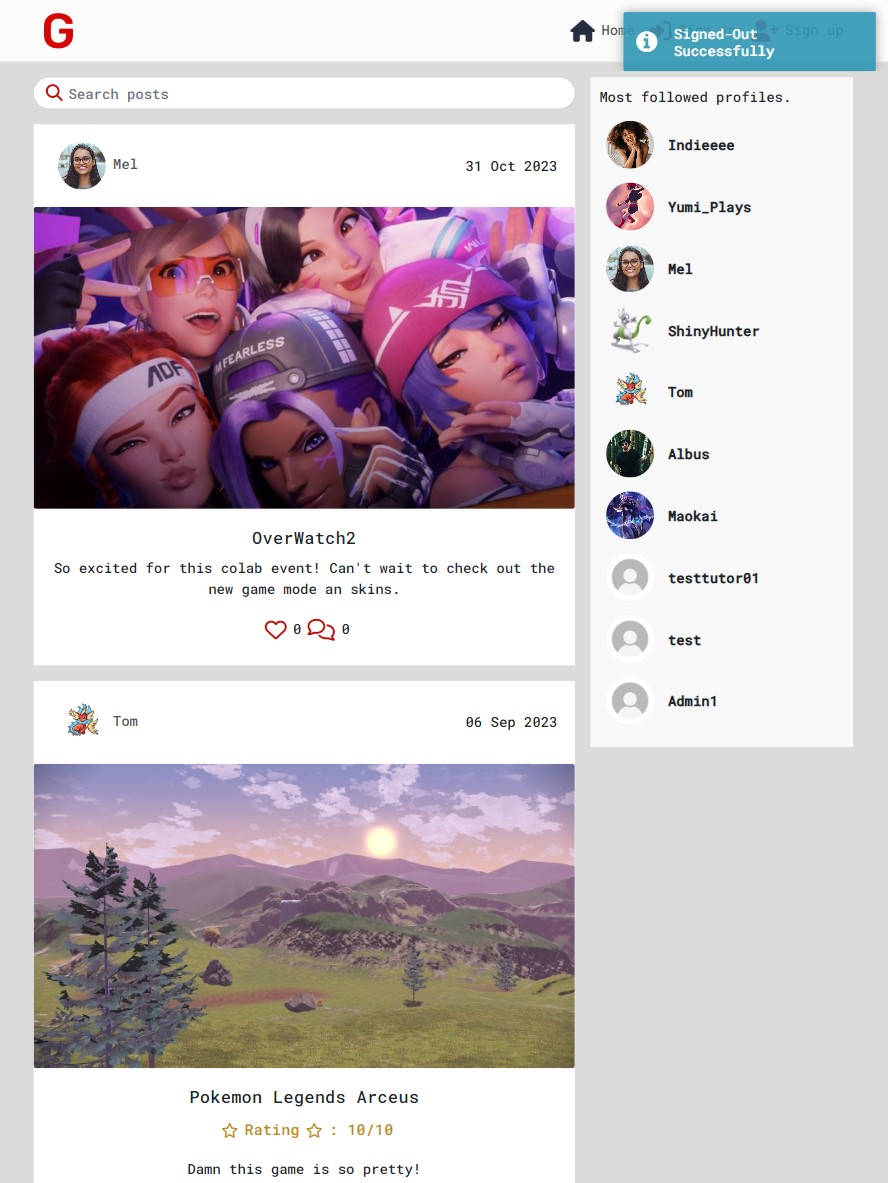 G
Home
Sign up
Signed-Out
Successfully
Search posts
Mel
31 Oct 2023
ADF
I'M FEARLESS
OverWatch2
So excited for this colab event! Can't wait to check out the
new game mode an skins.
0 0
Tom
06 Sep 2023
Pokemon Legends Arceus
Rating : 10/10
Damn this game is so pretty!
Most followed profiles.
Indieeee
Yumi_Plays
Mel
ShinyHunter
Tom
Albus
Maokai
testtutor01
test
Admin1